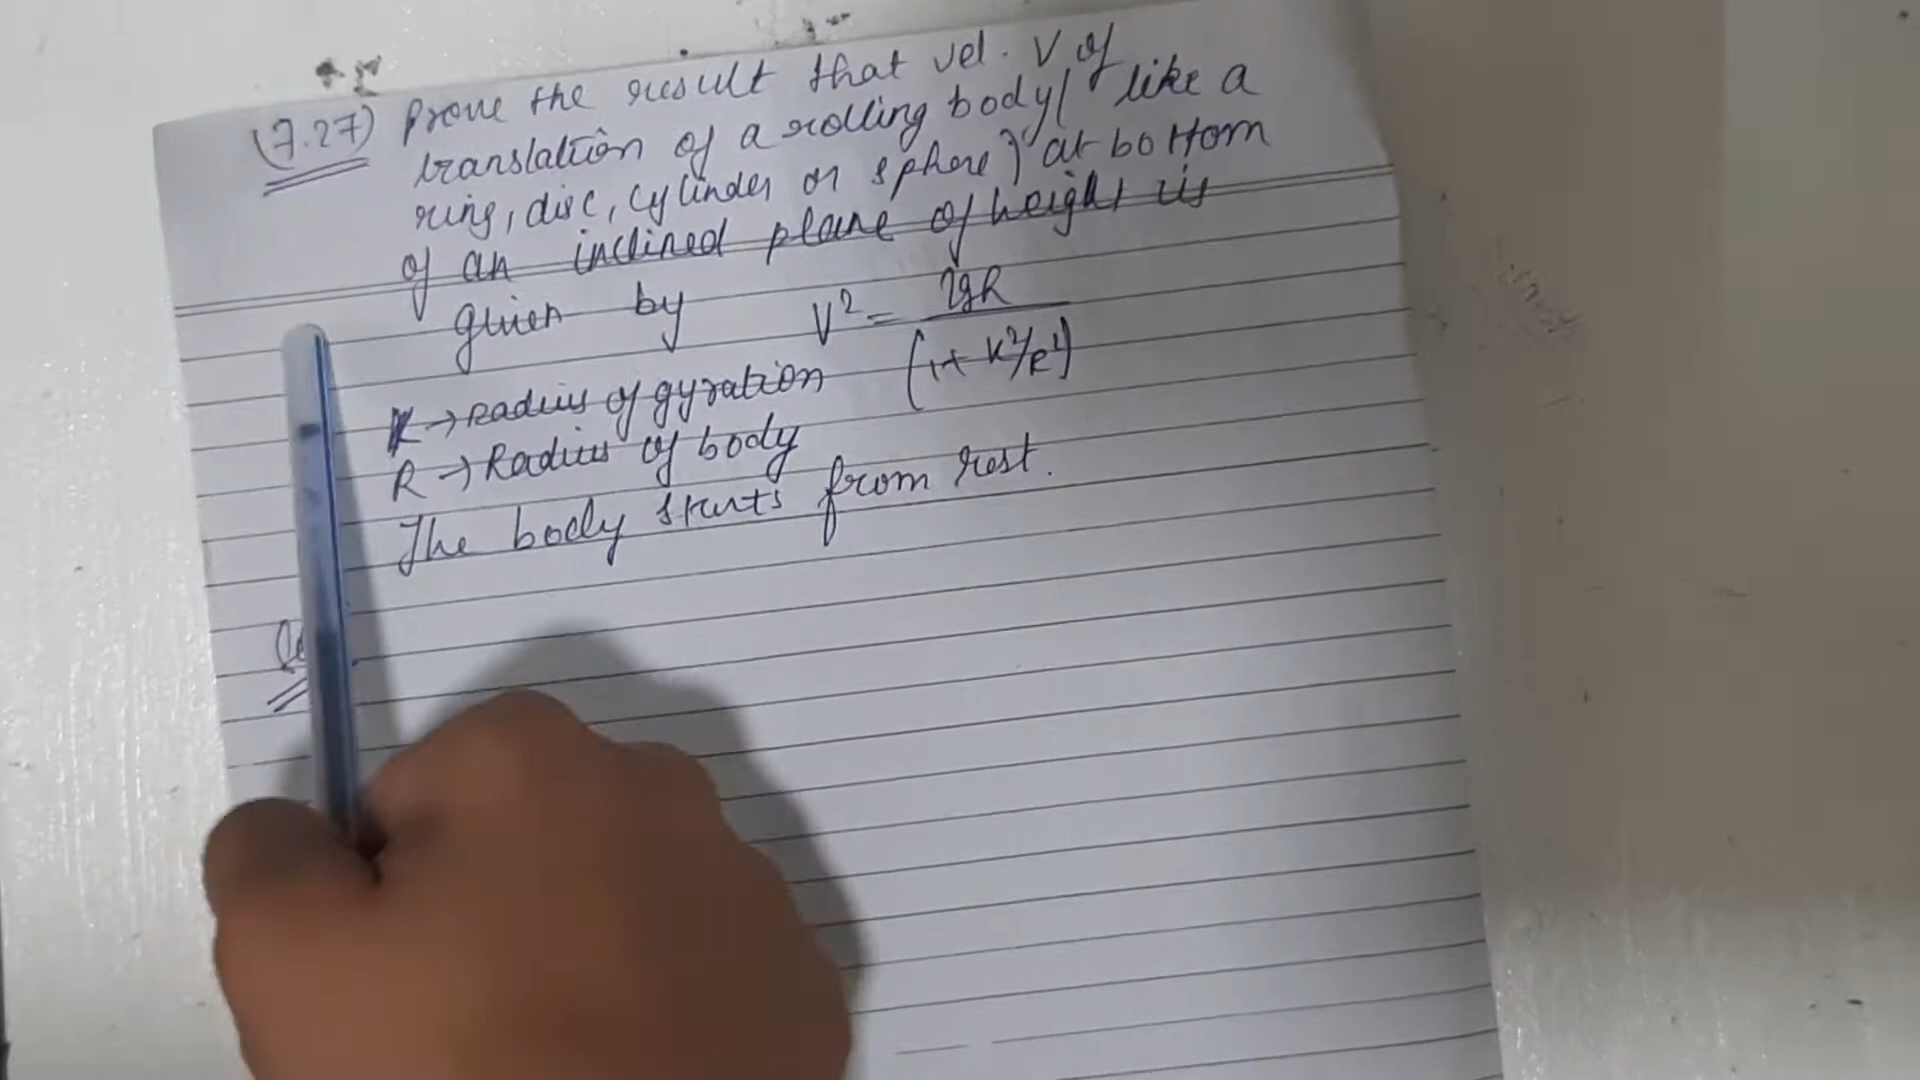 (7.27) Prove the result that vel. V of
translation of a rolling body ( like a
ring, disc, cylinder or sphere) at bottom
of an inclined plane of height is
given by V² = 2gh
(1+ K²/R²)
K → Radius of gyration
R → Radius of body
The body starts from rest.